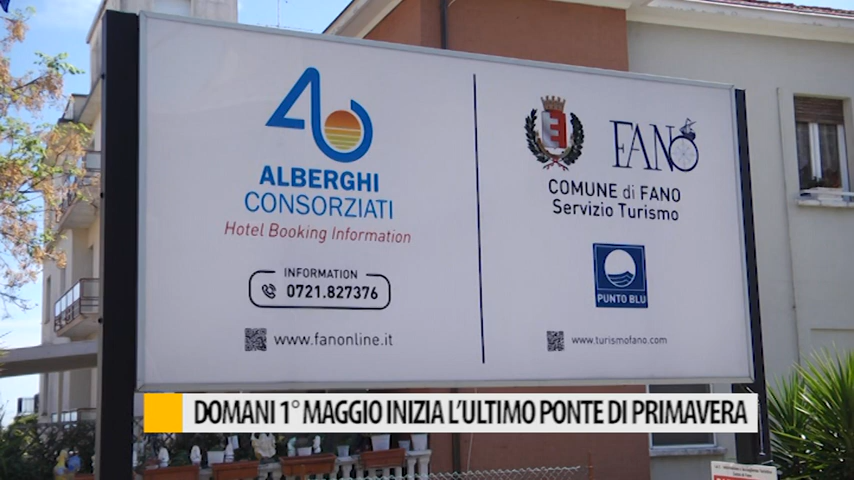 ALBERGHI
CONSORZIATI
Hotel Booking Information
INFORMATION
0721.827376
www.fanonline.it
FANO
COMUNE di FANO
Servizio Turismo
PUNTO BLU
www.turismofano.com
DOMANI 1° MAGGIO INIZIA L'ULTIMO PONTE DI PRIMAVERA